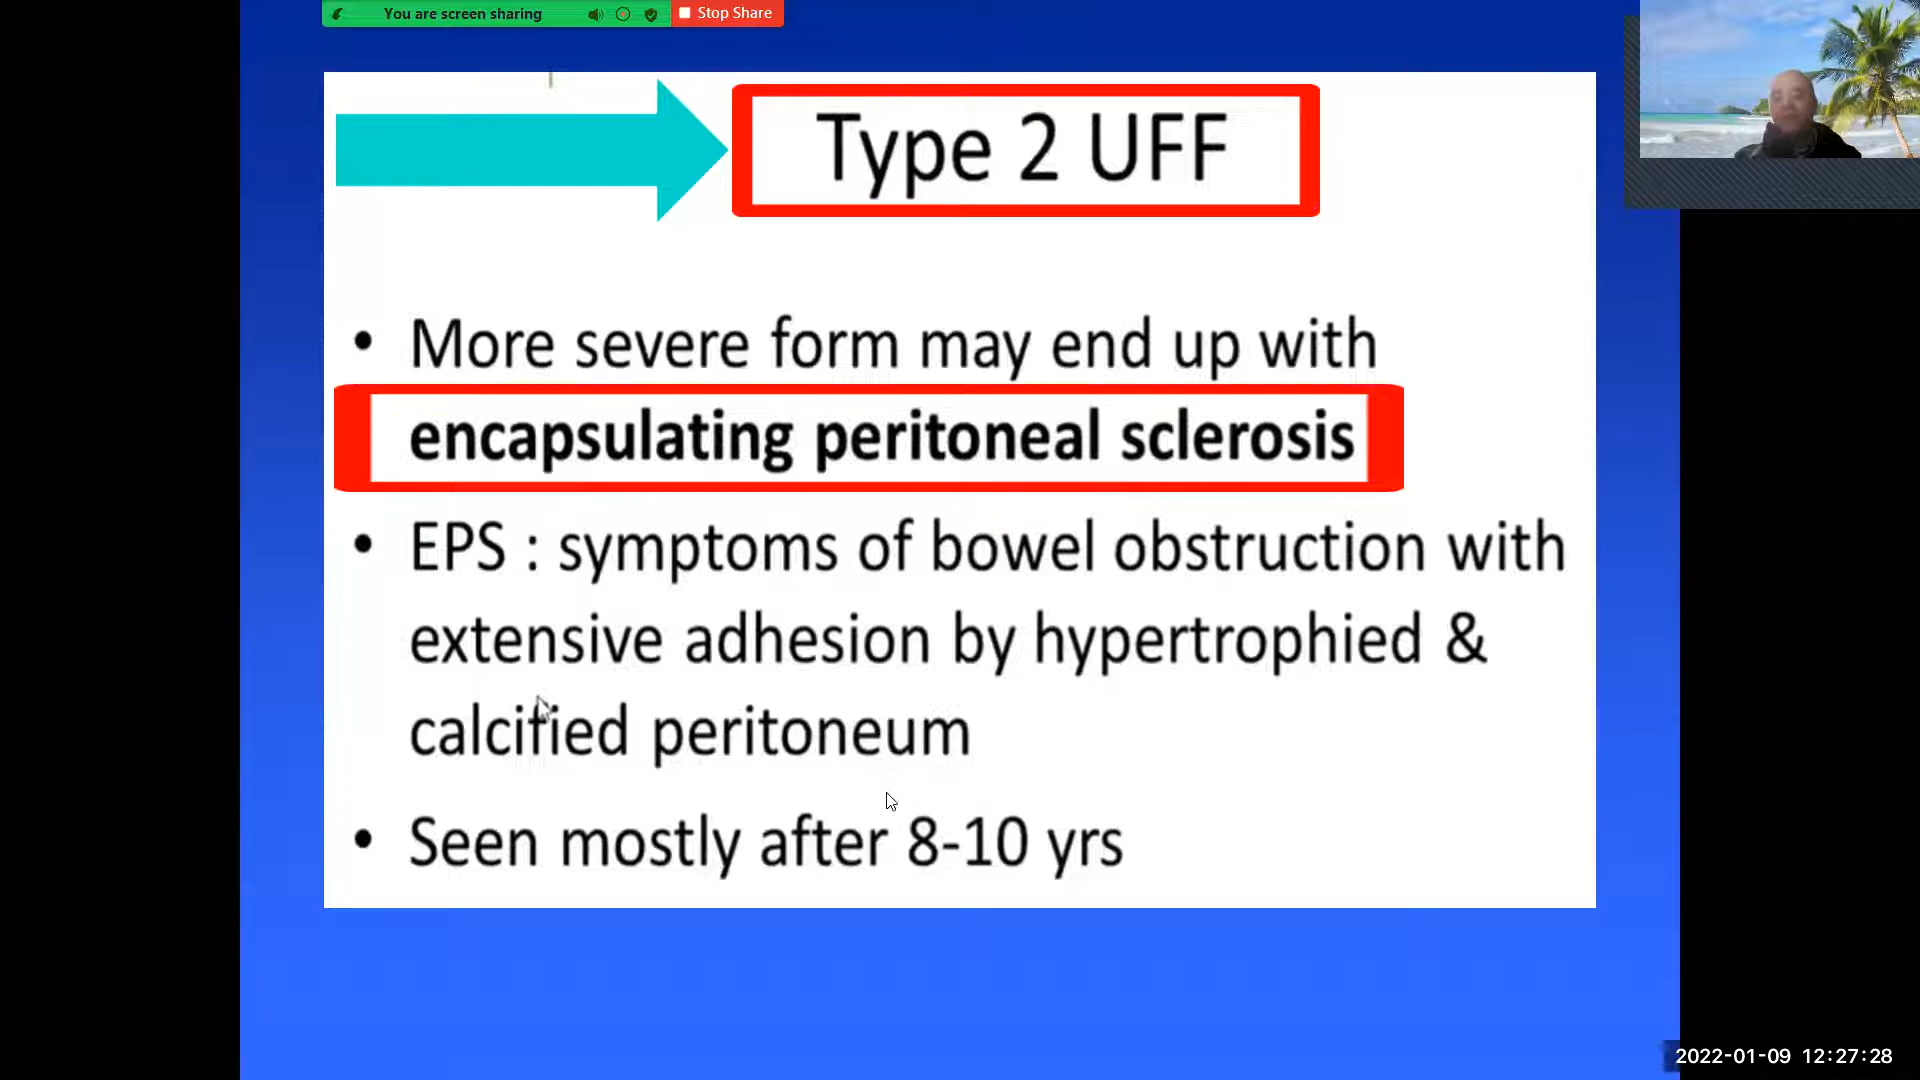 You are screen sharing
Stop Share
Type 2 UFF
• More severe form may end up with
encapsulating peritoneal sclerosis
• EPS : symptoms of bowel obstruction with
extensive adhesion by hypertrophied &
calcified peritoneum
• Seen mostly after 8-10 yrs
2022-01-09 12:27:28